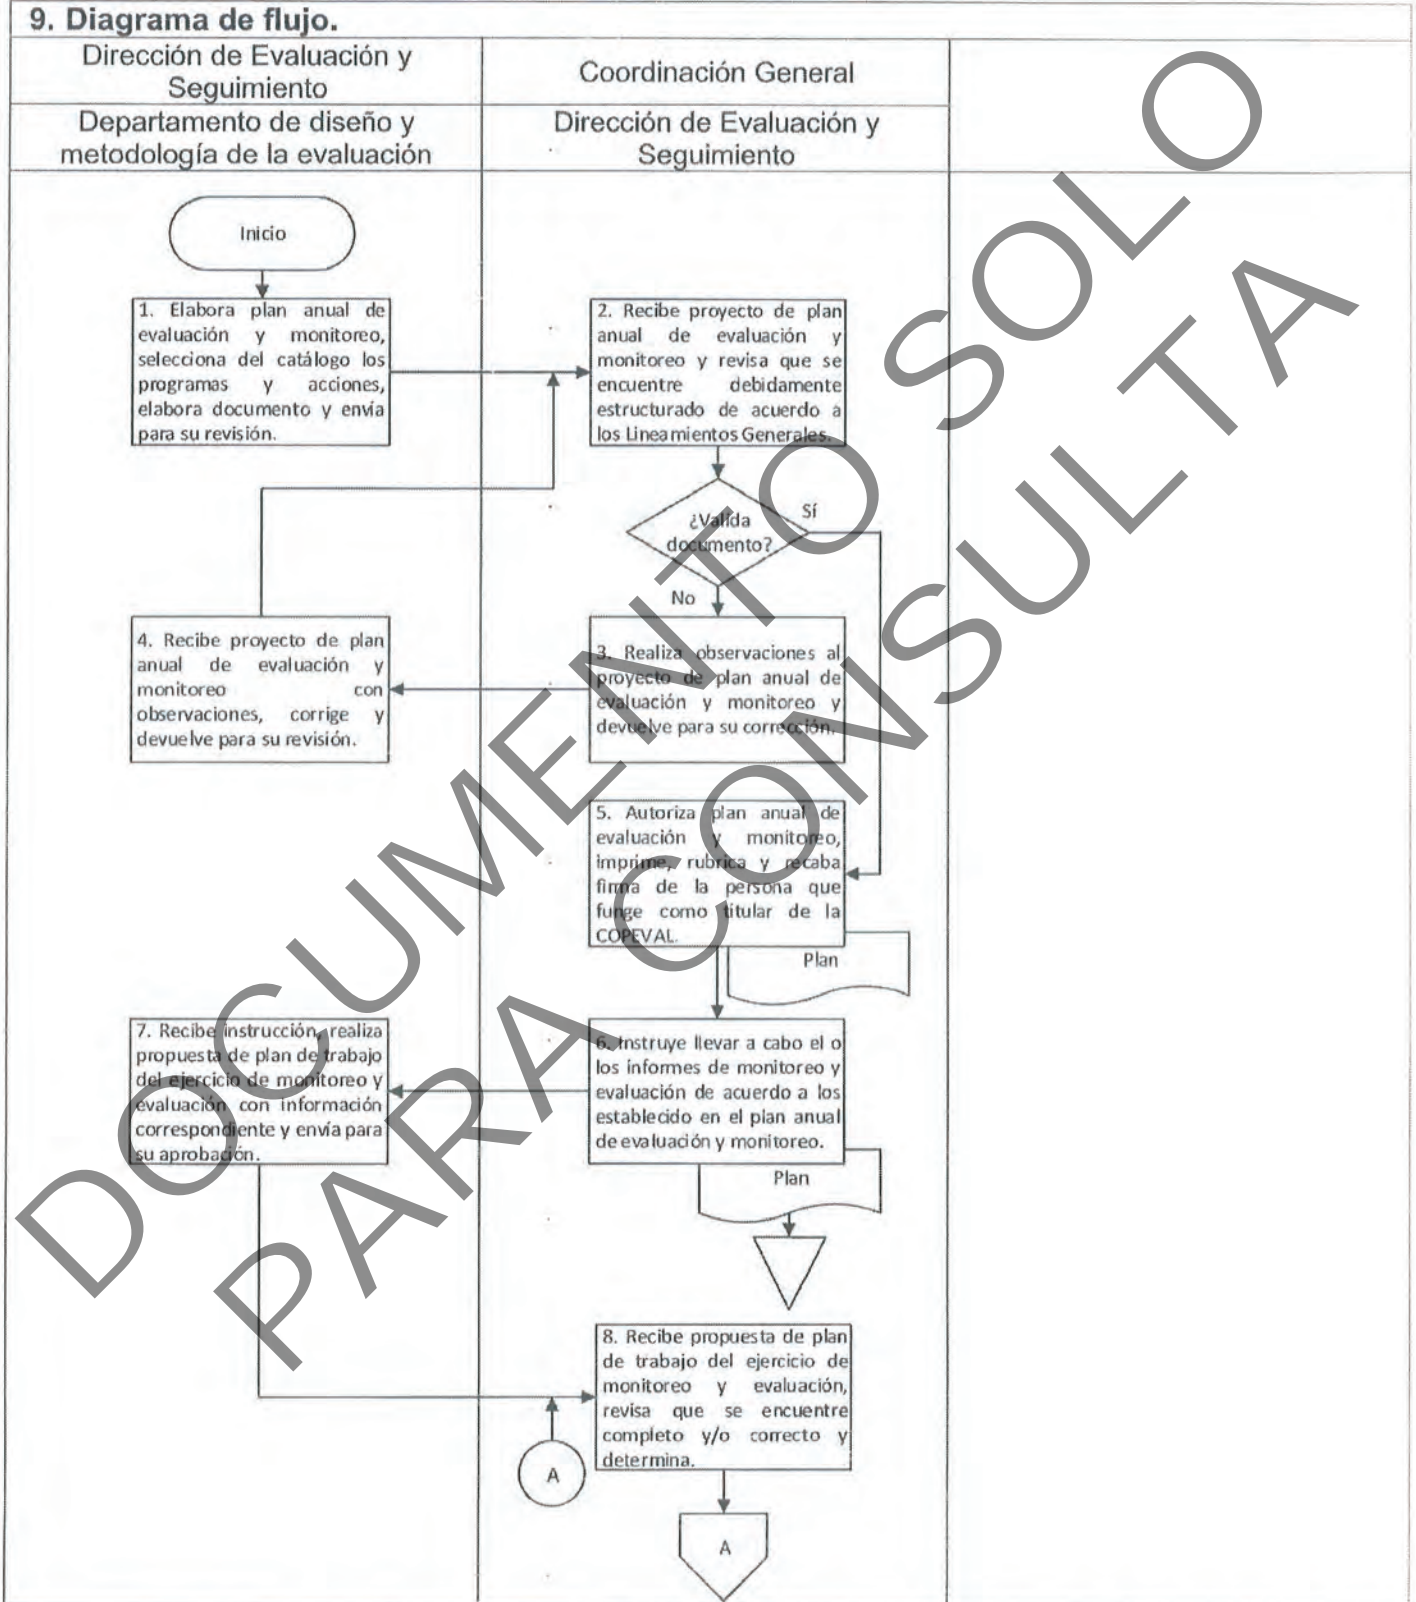 9. Diagrama de flujo.
Dirección de Evaluación y
Seguimiento
Coordinación General
Departamento de diseño y
metodología de la evaluación
Dirección de Evaluación y
Seguimiento
Inicio
1. Elabora plan anual de
evaluación y monitoreo,
selecciona del catálogo los
programas y acciones,
elabora documento y envía
para su revisión.
2. Recibe proyecto de plan
anual de evaluación y
monitoreo y revisa que se
encuentre debidamente
estructurado de acuerdo a
los Lineamientos Generales.
¿Valida
documento?
Sí
No
4. Recibe proyecto de plan
anual de evaluación y
monitoreo con
observaciones, corrige y
devuelve para su revisión.
3. Realiza observaciones al
proyecto de plan anual de
evaluación y monitoreo y
devuelve para su corrección.
5. Autoriza plan anual de
evaluación y monitoreo,
imprime, rubrica y recaba
firma de la persona que
funge como titular de la
COPEVAL.
Plan
7. Recibe instrucción, realiza
propuesta de plan de trabajo
del ejercicio de monitoreo y
evaluación con información
correspondiente y envía para
su aprobación.
6. Instruye llevar a cabo el o
los informes de monitoreo y
evaluación de acuerdo a los
establecido en el plan anual
de evaluación y monitoreo.
Plan
8. Recibe propuesta de plan
de trabajo del ejercicio de
monitoreo y evaluación,
revisa que se encuentre
completo y/o correcto y
determina.
A
A
DOCUMENTO SOLO
PARA CONSULTA